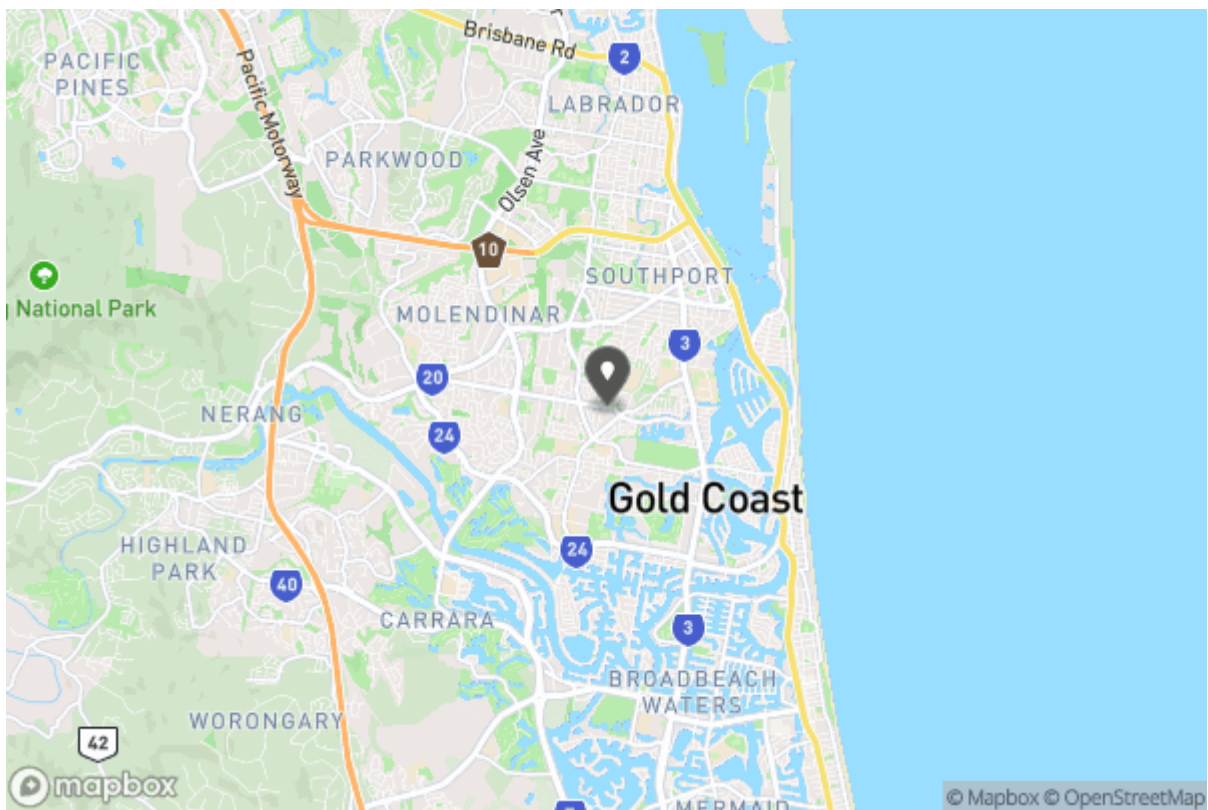 Brisbane Rd
2
PACIFIC
PINES
LABRADOR
Pacific Motorway
PARKWOOD
Olsen Ave
10
SOUTHPORT
National Park
MOLENDINAR
3
20
NERANG
24
Gold Coast
HIGHLAND
PARK
24
40
CARRARA
3
BROADBEACH
WATERS
WORONGARY
42
mapbox
MERMAID
© Mapbox © OpenStreetMap